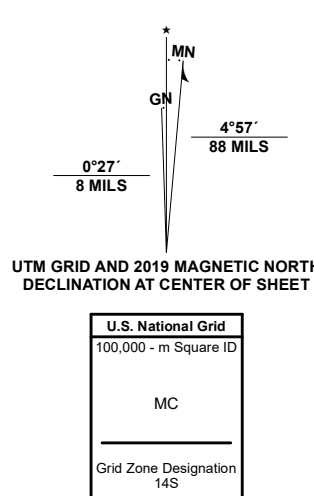 ★
MN
GN
4°57´
88 MILS
0°27´
8 MILS
UTM GRID AND 2019 MAGNETIC NORTH
DECLINATION AT CENTER OF SHEET
U.S. National Grid
100,000 - m Square ID
MC
Grid Zone Designation
14S